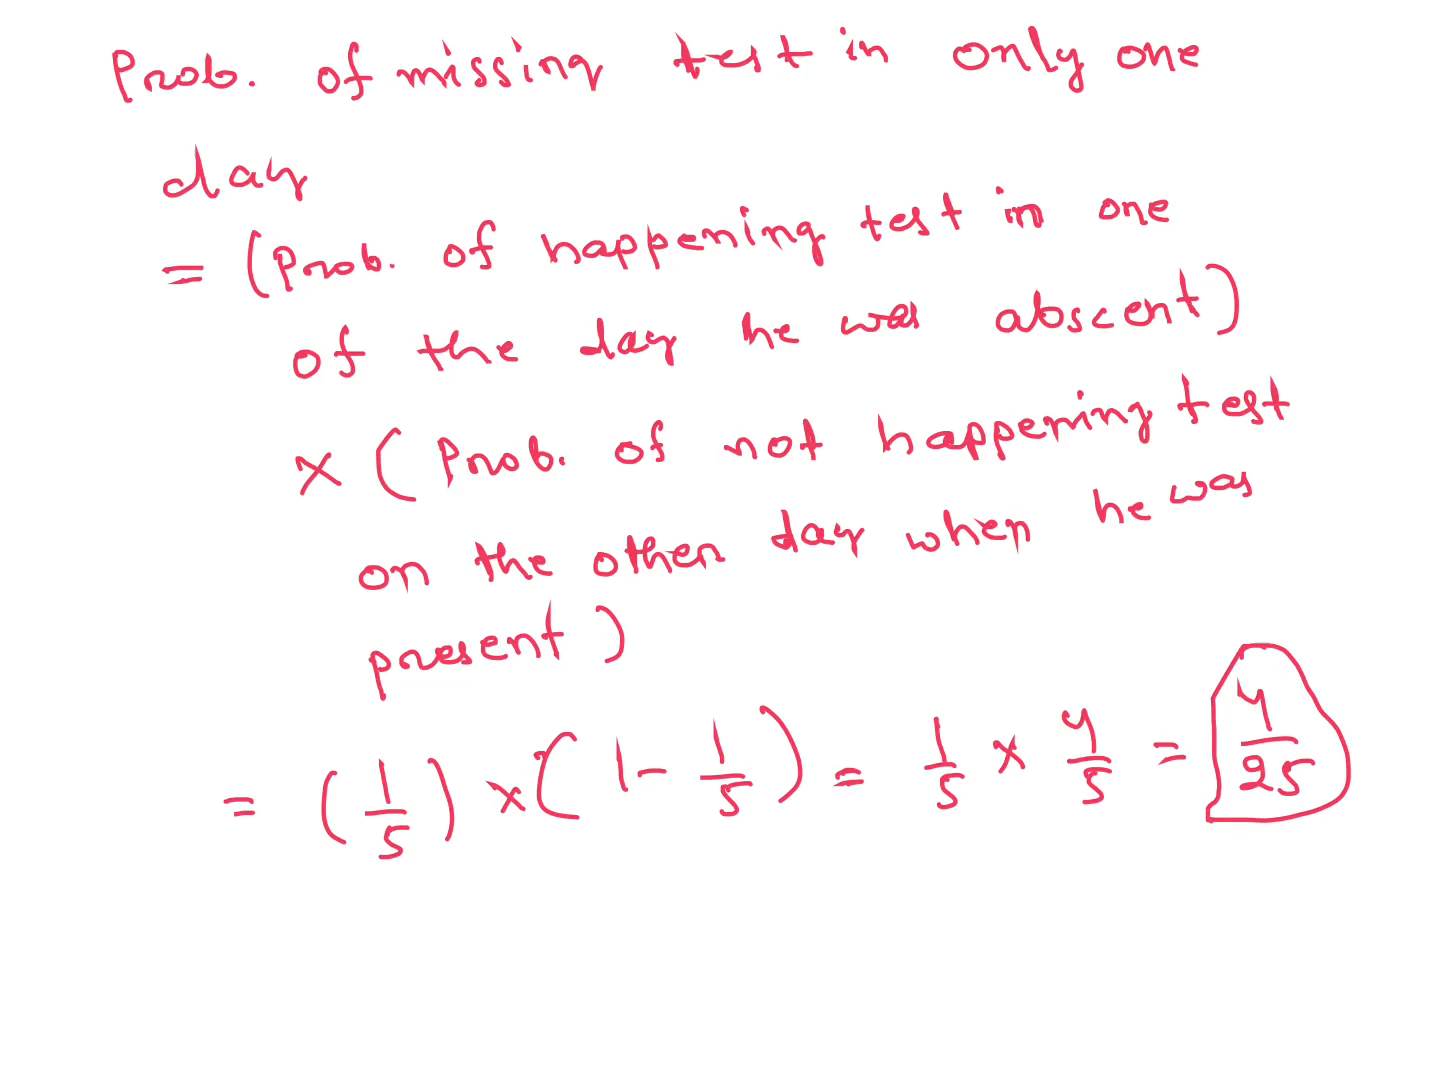 Prob. of missing test in only one
day
= (Prob. of happening test in one
of the day he was abscent)
× (Prob. of not happening test
on the other day when he was
present)
= (1/5) × (1 - 1/5) = 1/5 × 4/5 = 4/25